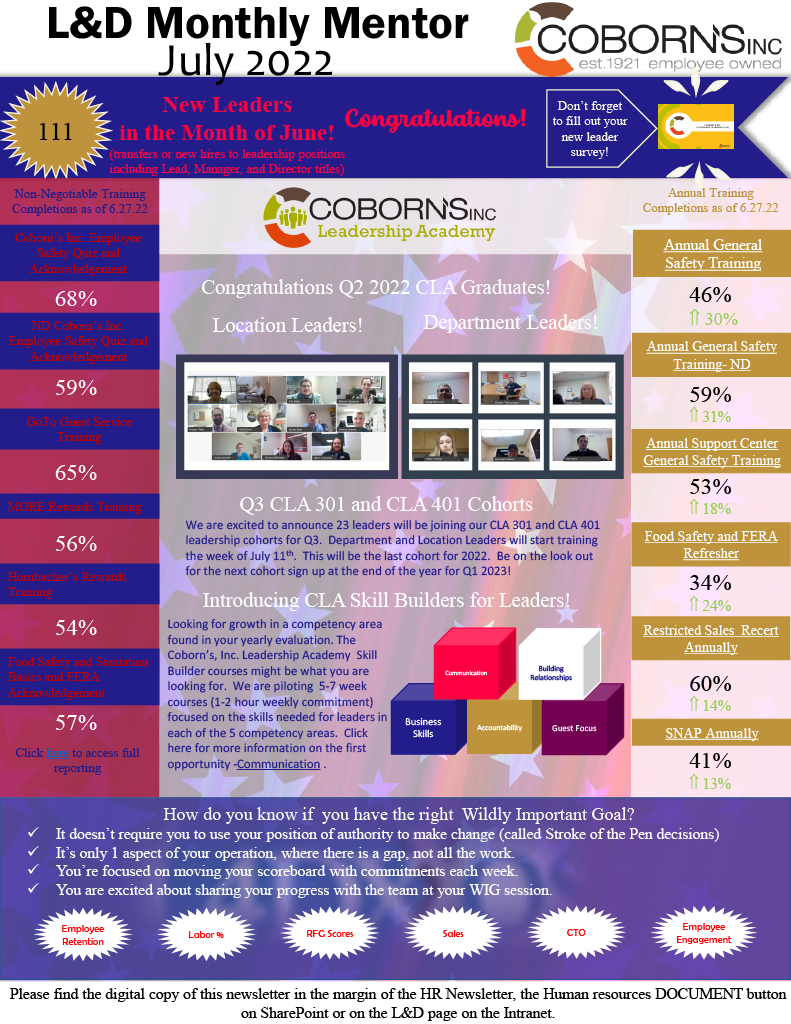 L&D Monthly Mentor
July 2022
COBORN'S INC
est.1921 employee owned
111
New Leaders
in the Month of June!
(transfers or new hires to leadership positions
including Lead, Manager, and Director titles)
Congratulations!
Don't forget
to fill out your
new leader
survey!
Non-Negotiable Training
Completions as of 6.27.22
Coborn's Inc. Employee
Safety Quiz and
Acknowledgement
68%
ND Coborn's Inc.
Employee Safety Quiz and
Acknowledgement
59%
GoTo Guest Service
Training
65%
MORE Rewards Training
56%
Hornbacher's Rewards
Training
54%
Food Safety and Sanitation
Basics and FERA
Acknowledgement
57%
Click here to access full
reporting
COBORN'S INC
Leadership Academy
Congratulations Q2 2022 CLA Graduates!
Location Leaders!
Department Leaders!
Q3 CLA 301 and CLA 401 Cohorts
We are excited to announce 23 leaders will be joining our CLA 301 and CLA 401
leadership cohorts for Q3. Department and Location Leaders will start training
the week of July 11th. This will be the last cohort for 2022. Be on the look out
for the next cohort sign up at the end of the year for Q1 2023!
Introducing CLA Skill Builders for Leaders!
Looking for growth in a competency area
found in your yearly evaluation. The
Coborn's, Inc. Leadership Academy Skill
Builder courses might be what you are
looking for. We are piloting 5-7 week
courses (1-2 hour weekly commitment)
focused on the skills needed for leaders in
each of the 5 competency areas. Click
here for more information on the first
opportunity -Communication .
Communication
Building
Relationships
Business
Skills
Accountability
Guest Focus
Annual Training
Completions as of 6.27.22
Annual General
Safety Training
46%
⇑30%
Annual General Safety
Training- ND
59%
⇑31%
Annual Support Center
General Safety Training
53%
⇑18%
Food Safety and FERA
Refresher
34%
⇑24%
Restricted Sales Recert
Annually
60%
⇑14%
SNAP Annually
41%
⇑13%
How do you know if you have the right Wildly Important Goal?
✓ It doesn't require you to use your position of authority to make change (called Stroke of the Pen decisions)
✓ It's only 1 aspect of your operation, where there is a gap, not all the work.
✓ You're focused on moving your scoreboard with commitments each week.
✓ You are excited about sharing your progress with the team at your WIG session.
Employee
Retention
Labor %
RFG Scores
Sales
CTO
Employee
Engagement
Please find the digital copy of this newsletter in the margin of the HR Newsletter, the Human resources DOCUMENT button
on SharePoint or on the L&D page on the Intranet.